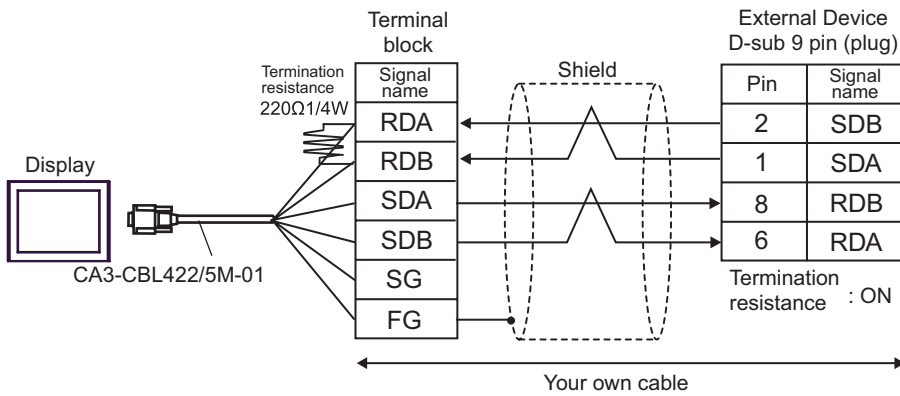 Terminal
block
External Device
D-sub 9 pin (plug)
Termination
resistance
220Ω1/4W
Signal
name
Shield
Pin
Signal
name
RDA
2
SDB
RDB
1
SDA
Display
SDA
8
RDB
SDB
6
RDA
CA3-CBL422/5M-01
SG
Termination
resistance : ON
FG
Your own cable